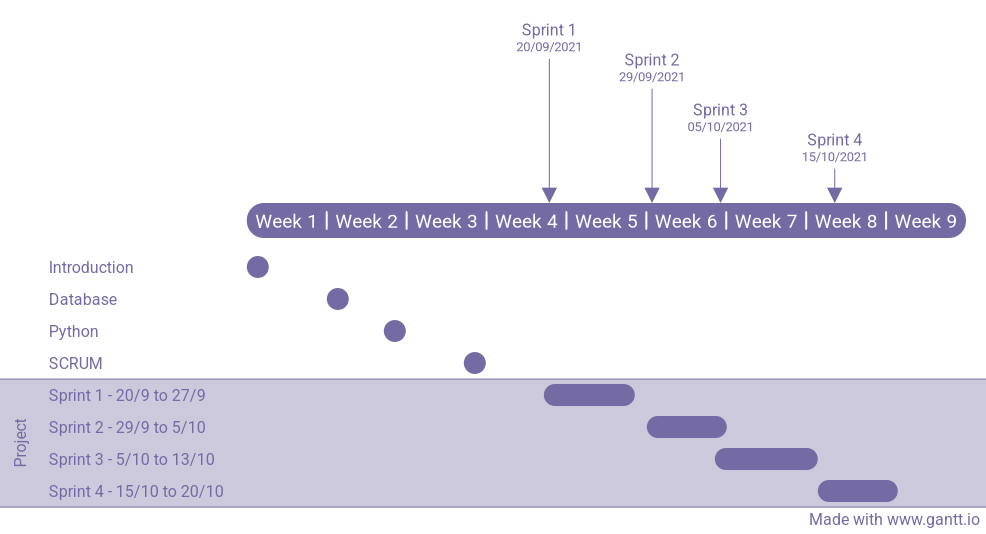 Sprint 1
20/09/2021
Sprint 2
29/09/2021
Sprint 3
05/10/2021
Sprint 4
15/10/2021
Week 1 | Week 2 | Week 3 | Week 4 | Week 5 | Week 6 | Week 7 | Week 8 | Week 9
Introduction
Database
Python
SCRUM
Project
Sprint 1 - 20/9 to 27/9
Sprint 2 - 29/9 to 5/10
Sprint 3 - 5/10 to 13/10
Sprint 4 - 15/10 to 20/10
Made with www.gantt.io